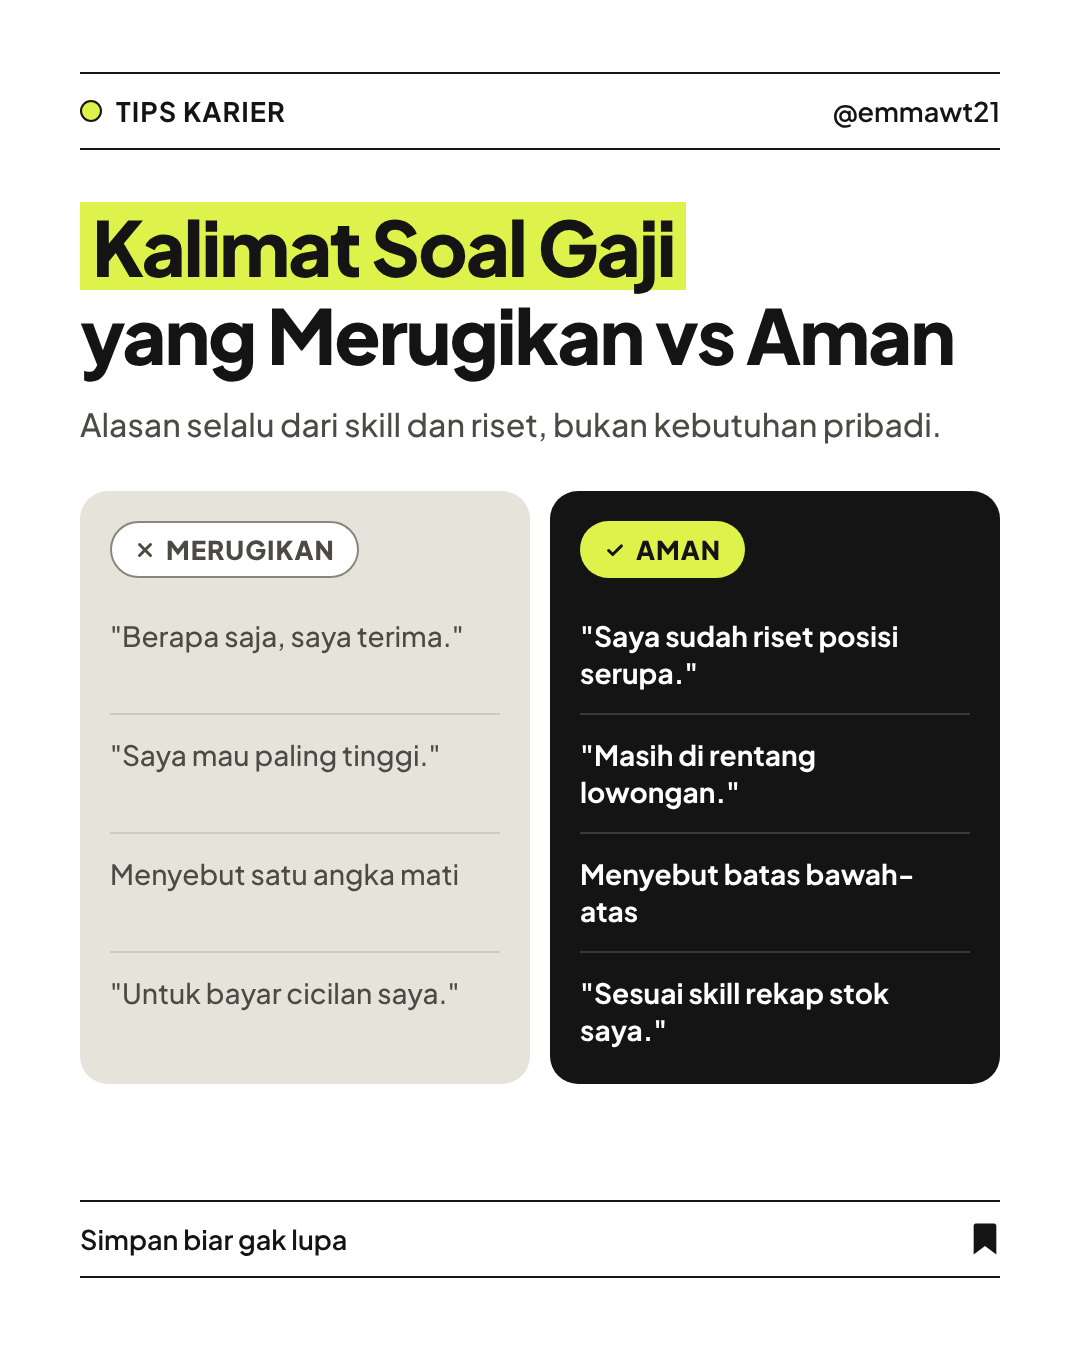 TIPS KARIER
@emmawt21
Kalimat Soal Gaji
yang Merugikan vs Aman
Alasan selalu dari skill dan riset, bukan kebutuhan pribadi.
MERUGIKAN
"Berapa saja, saya terima."
"Saya mau paling tinggi."
Menyebut satu angka mati
"Untuk bayar cicilan saya."
AMAN
"Saya sudah riset posisi
serupa."
"Masih di rentang
lowongan."
Menyebut batas bawah–
atas
"Sesuai skill rekap stok
saya."
Simpan biar gak lupa